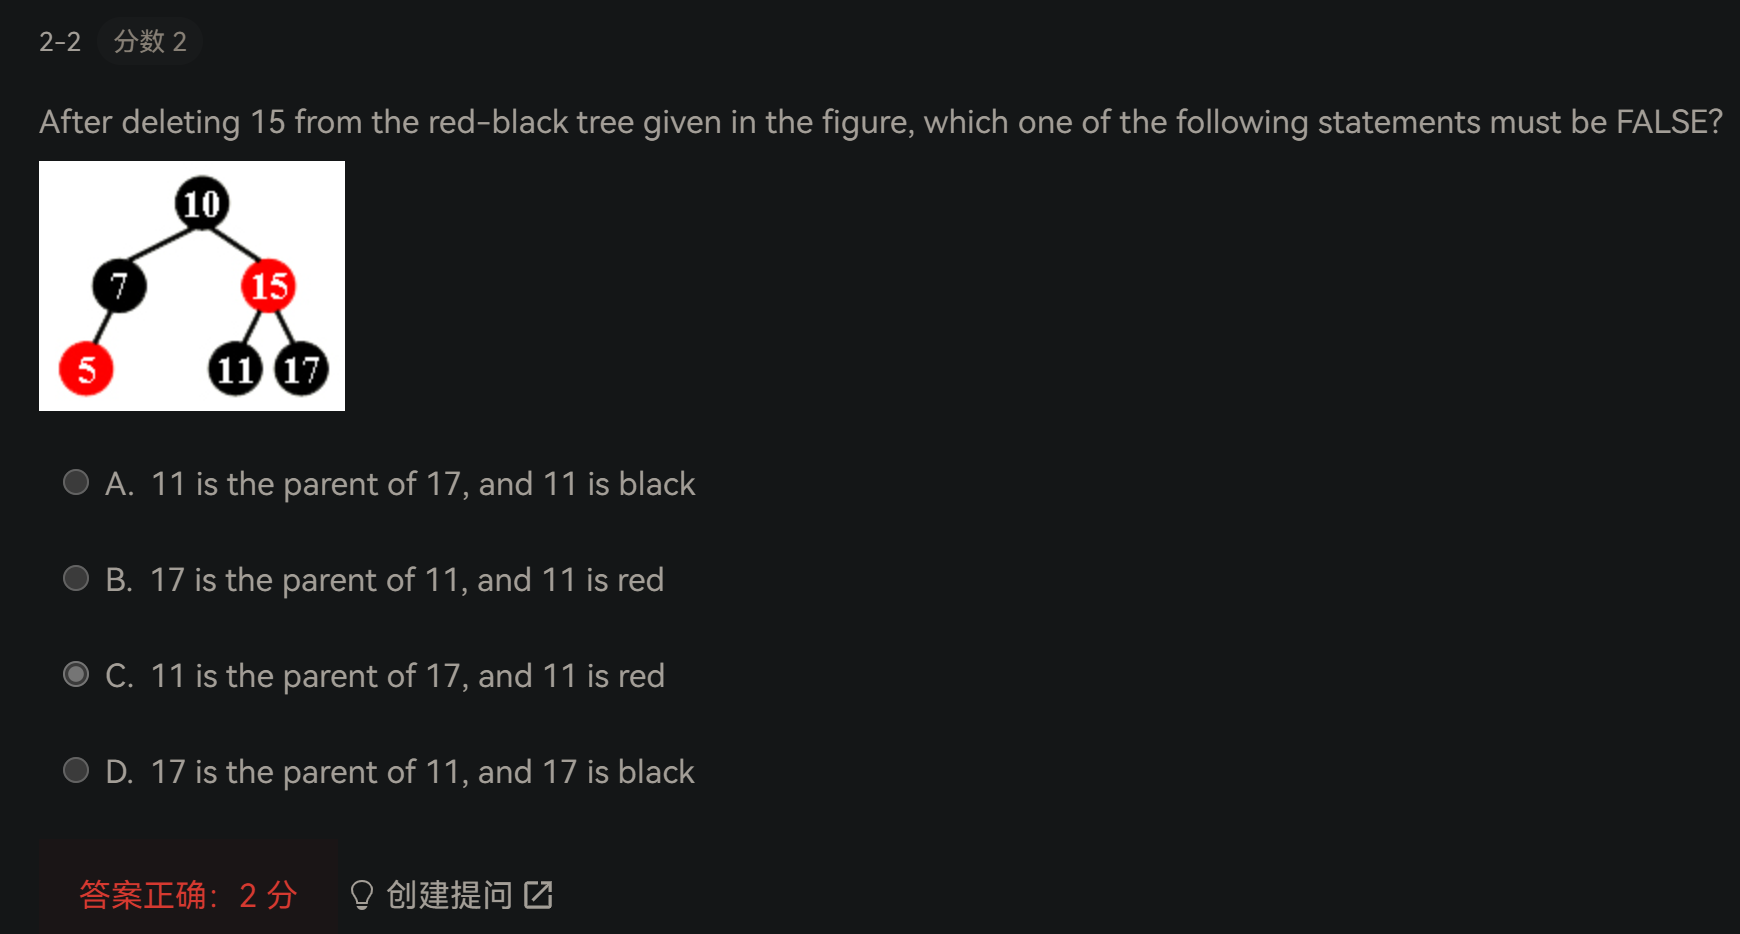 2-2 分数 2
After deleting 15 from the red-black tree given in the figure, which one of the following statements must be FALSE?
10
7 15
5 11 17
A. 11 is the parent of 17, and 11 is black
B. 17 is the parent of 11, and 11 is red
C. 11 is the parent of 17, and 11 is red
D. 17 is the parent of 11, and 17 is black
答案正确：2 分 创建提问